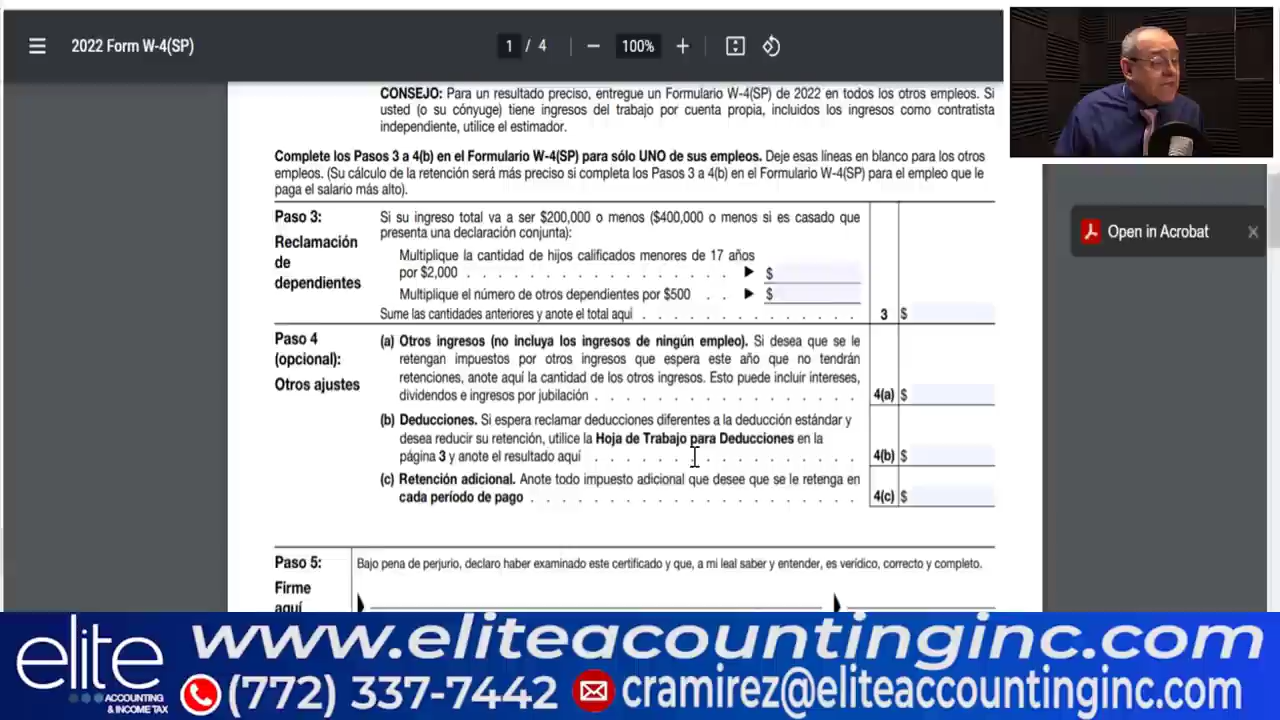 2022 Form W-4(SP)
1 / 4
100%
CONSEJO: Para un resultado preciso, entregue un Formulario W-4(SP) de 2022 en todos los otros empleos. Si
usted (o su cónyuge) tiene ingresos del trabajo por cuenta propia, incluidos los ingresos como contratista
independiente, utilice el estimador.
Complete los Pasos 3 a 4(b) en el Formulario W-4(SP) para sólo UNO de sus empleos. Deje esas líneas en blanco para los otros
empleos. (Su cálculo de la retención será más preciso si completa los Pasos 3 a 4(b) en el Formulario W-4(SP) para el empleo que le
paga el salario más alto).
Paso 3:
Reclamación
de
dependientes
Si su ingreso total va a ser $200,000 o menos ($400,000 o menos si es casado que
presenta una declaración conjunta):
Multiplique la cantidad de hijos calificados menores de 17 años
por $2,000 . . . . . . . . . . . . . . . ▶ $
Multiplique el número de otros dependientes por $500 . . ▶ $
Sume las cantidades anteriores y anote el total aquí . . . . . . . . . . . . 3 $
Paso 4
(opcional):
Otros ajustes
(a) Otros ingresos (no incluya los ingresos de ningún empleo). Si desea que se le
retengan impuestos por otros ingresos que espera este año que no tendrán
retenciones, anote aquí la cantidad de los otros ingresos. Esto puede incluir intereses,
dividendos e ingresos por jubilación . . . . . . . . . . . . . . 4(a) $
(b) Deducciones. Si espera reclamar deducciones diferentes a la deducción estándar y
desea reducir su retención, utilice la Hoja de Trabajo para Deducciones en la
página 3 y anote el resultado aquí . . . . . . . . . . . . . . 4(b) $
(c) Retención adicional. Anote todo impuesto adicional que desee que se le retenga en
cada período de pago . . . . . . . . . . . . . . . . . 4(c) $
Paso 5:
Firme
aquí
Bajo pena de perjurio, declaro haber examinado este certificado y que, a mi leal saber y entender, es verídico, correcto y completo.
Open in Acrobat
elite
ACCOUNTING
& INCOME TAX
www.eliteacountinginc.com
(772) 337-7442
cramirez@eliteaccountinginc.com